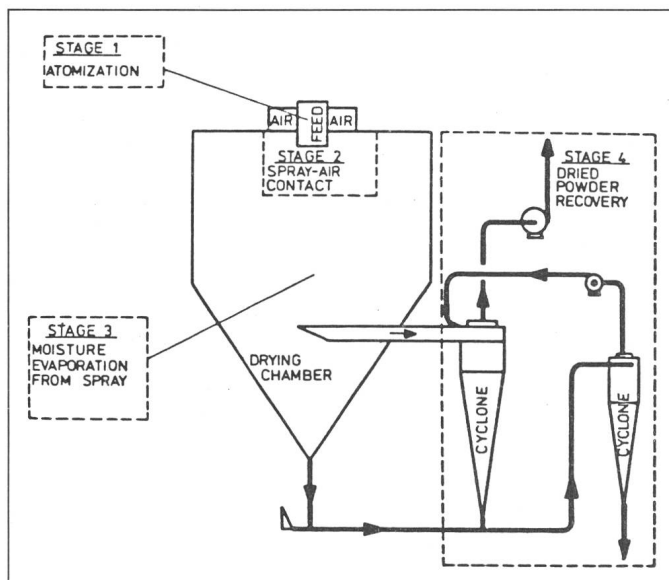 STAGE 1
ATOMIZATION
AIR
FEED
AIR
STAGE 2
SPRAY-AIR
CONTACT
STAGE 4
DRIED
POWDER
RECOVERY
STAGE 3
MOISTURE
EVAPORATION
FROM SPRAY
DRYING
CHAMBER
CYCLONE
CYCLONE